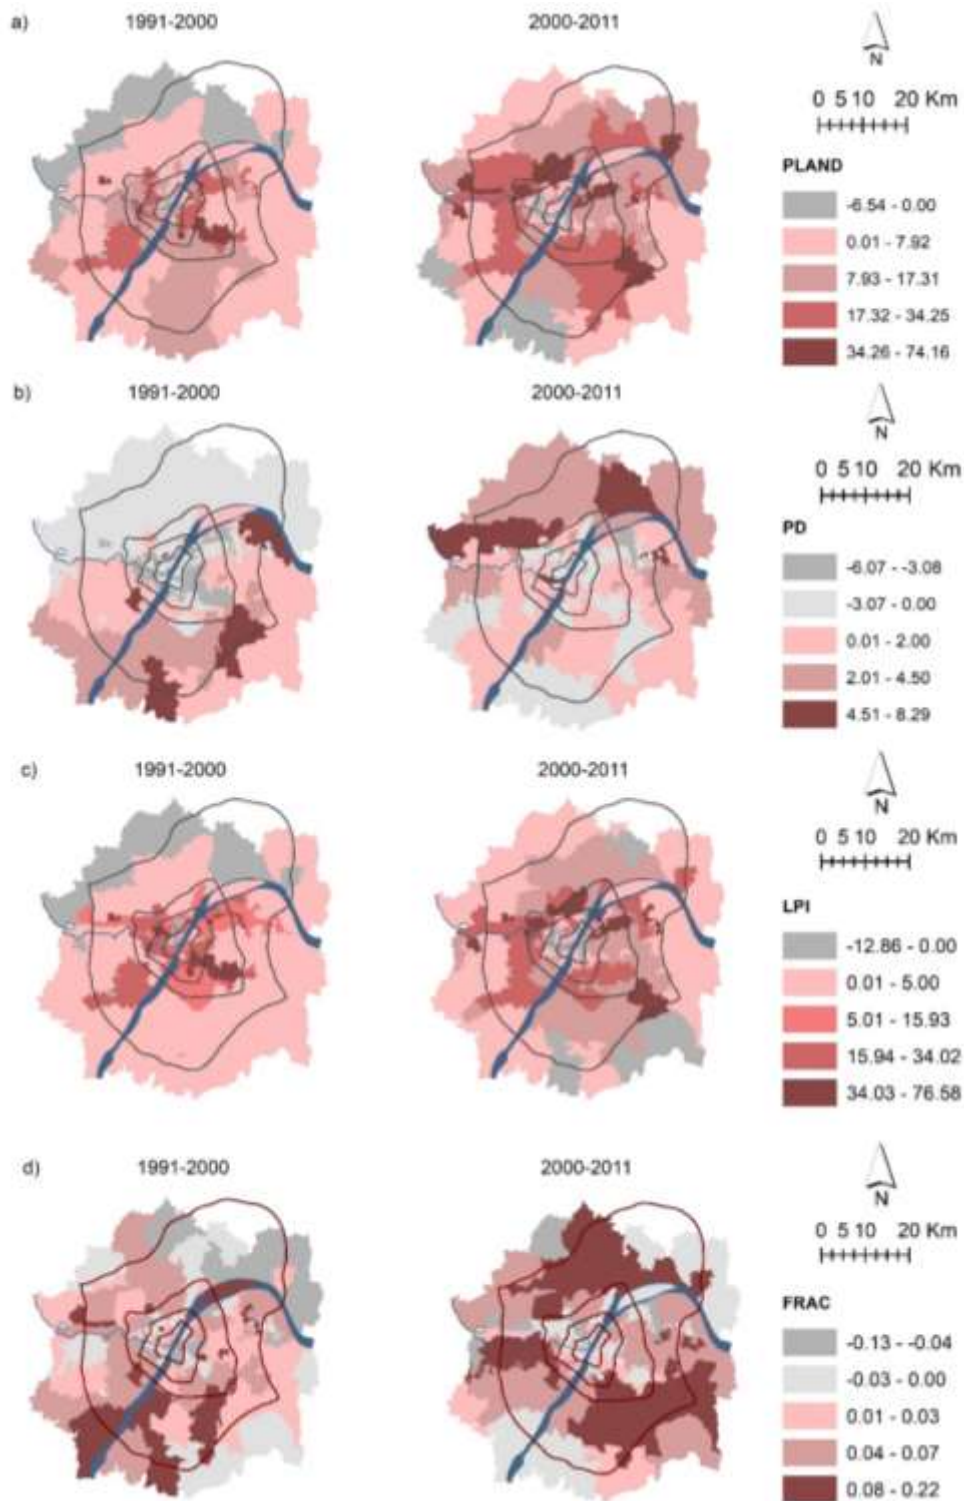 a) 1991-2000 2000-2011
N
0 5 10 20 Km
PLAND
-6.54 - 0.00
0.01 - 7.92
7.93 - 17.31
17.32 - 34.25
34.26 - 74.16
b) 1991-2000 2000-2011
N
0 5 10 20 Km
PD
-6.07 - -3.08
-3.07 - 0.00
0.01 - 2.00
2.01 - 4.50
4.51 - 8.29
c) 1991-2000 2000-2011
N
0 5 10 20 Km
LPI
-12.86 - 0.00
0.01 - 5.00
5.01 - 15.93
15.94 - 34.02
34.03 - 76.58
d) 1991-2000 2000-2011
N
0 5 10 20 Km
FRAC
-0.13 - -0.04
-0.03 - 0.00
0.01 - 0.03
0.04 - 0.07
0.08 - 0.22